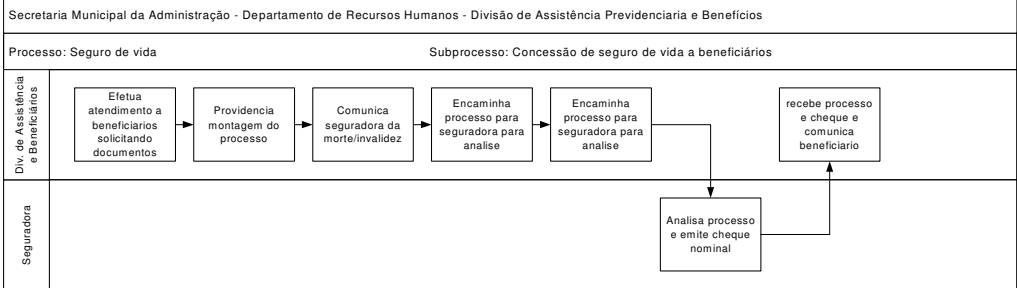 Secretaria Municipal da Administração - Departamento de Recursos Humanos - Divisão de Assistência Previdenciaria e Benefícios
Processo: Seguro de vida
Subprocesso: Concessão de seguro de vida a beneficiários
Div. de Assistência
e Beneficiários
Efetua
atendimento a
beneficiarios
solicitando
documentos
Providencia
montagem do
processo
Comunica
seguradora da
morte/invalidez
Encaminha
processo para
seguradora para
analise
Encaminha
processo para
seguradora para
analise
recebe processo
e cheque e
comunica
beneficiario
Seguradora
Analisa processo
e emite cheque
nominal